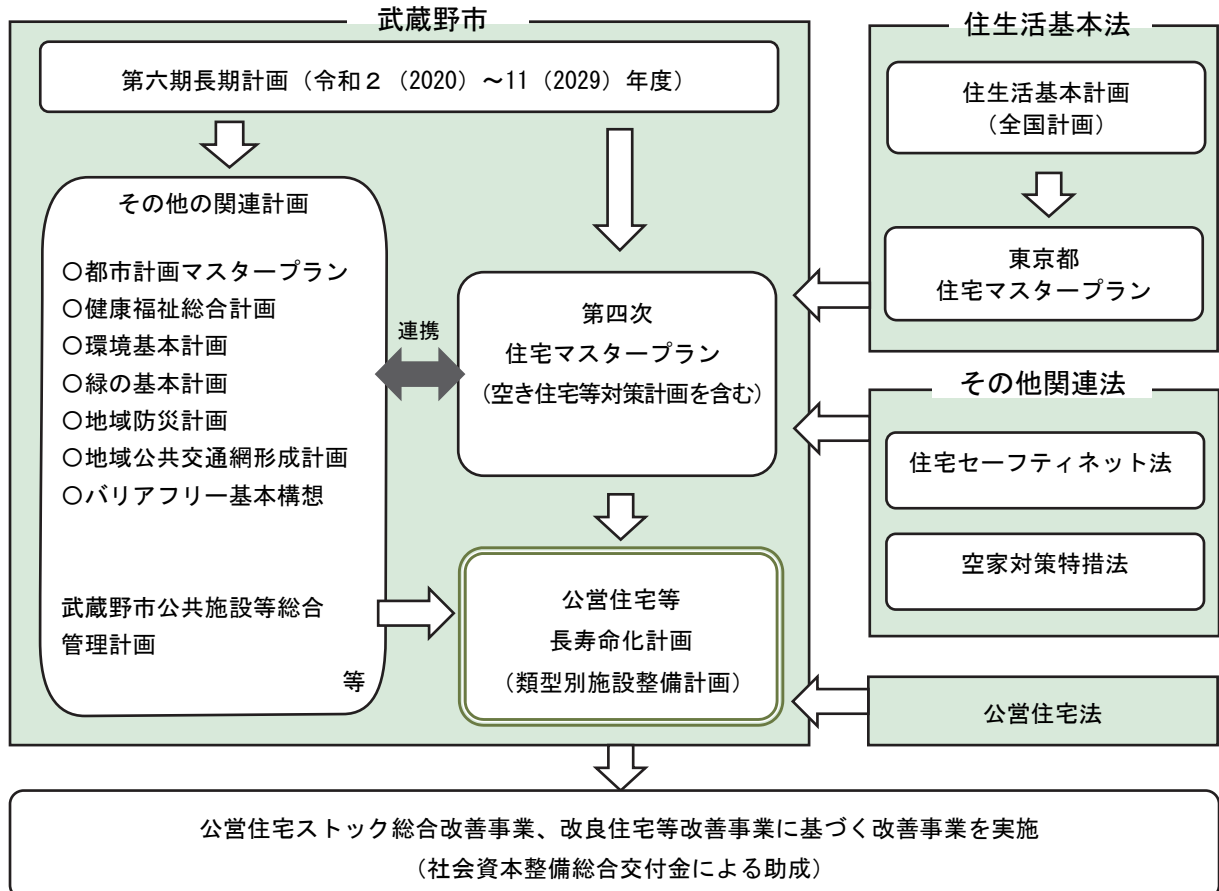 武蔵野市
第六期長期計画（令和２（2020）～11（2029）年度）
その他の関連計画
○都市計画マスタープラン
○健康福祉総合計画
○環境基本計画
○緑の基本計画
○地域防災計画
○地域公共交通網形成計画
○バリアフリー基本構想
武蔵野市公共施設等総合
管理計画
等
連携
第四次
住宅マスタープラン
（空き住宅等対策計画を含む）
公営住宅等
長寿命化計画
（類型別施設整備計画）
住生活基本法
住生活基本計画
（全国計画）
東京都
住宅マスタープラン
その他関連法
住宅セーフティネット法
空家対策特措法
公営住宅法
公営住宅ストック総合改善事業、改良住宅等改善事業に基づく改善事業を実施
（社会資本整備総合交付金による助成）